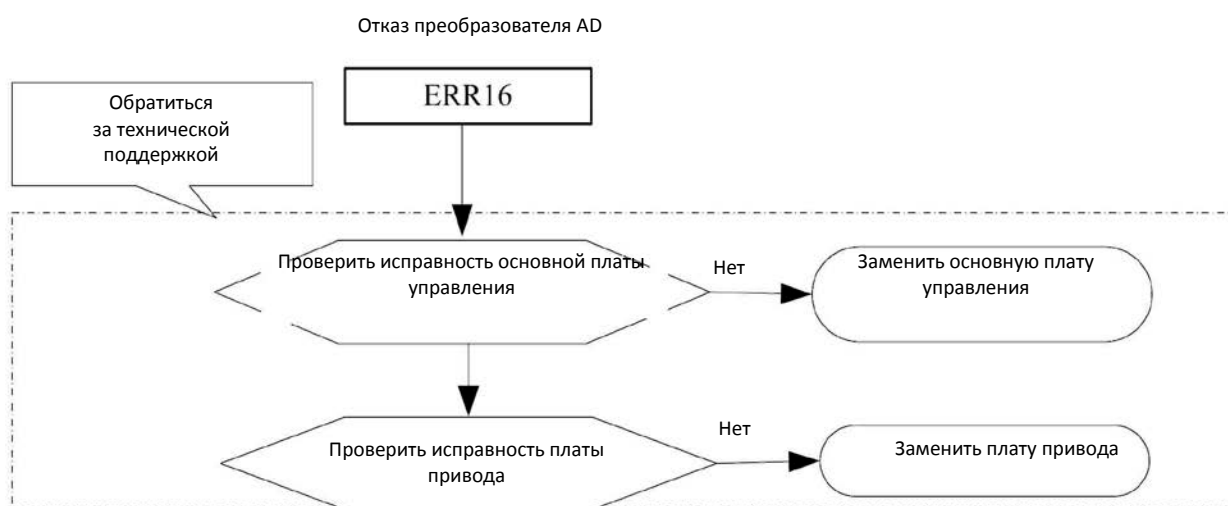 Отказ преобразователя AD
ERR16
Обратиться
за технической
поддержкой
Проверить исправность основной платы
управления
Нет
Заменить основную плату
управления
Проверить исправность платы
привода
Нет
Заменить плату привода